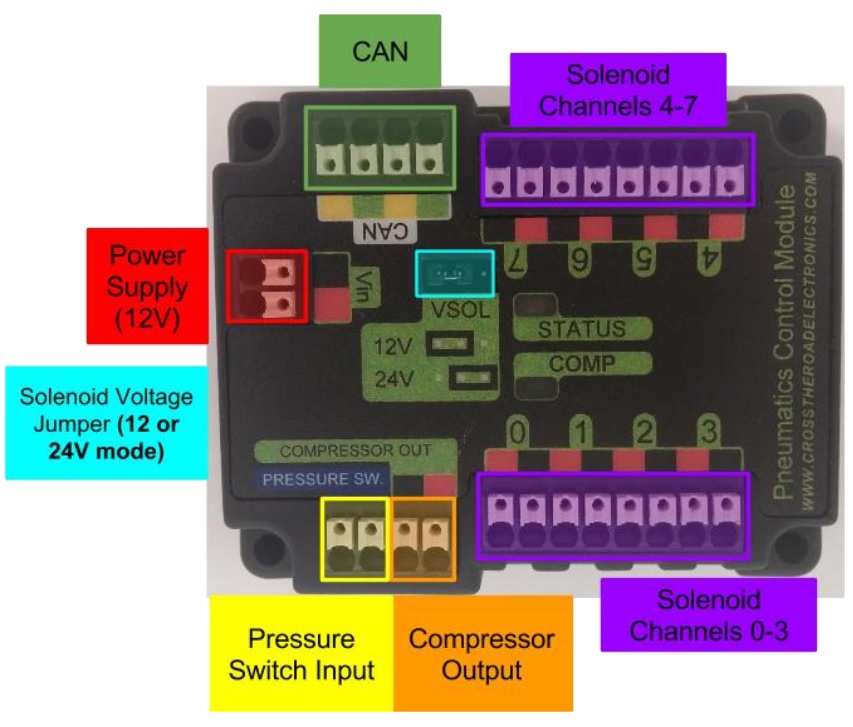 CAN
Solenoid
Channels 4-7
CAN
Power
Supply
(12V)
Vin
7
6
5
4
VSOL
12V
24V
STATUS
COMP
Solenoid Voltage
Jumper (12 or
24V mode)
0
1
2
3
COMPRESSOR OUT
PRESSURE SW.
Pneumatics Control Module
WWW.CROSSTHEROADELECTRONICS.COM
Pressure
Switch Input
Compressor
Output
Solenoid
Channels 0-3